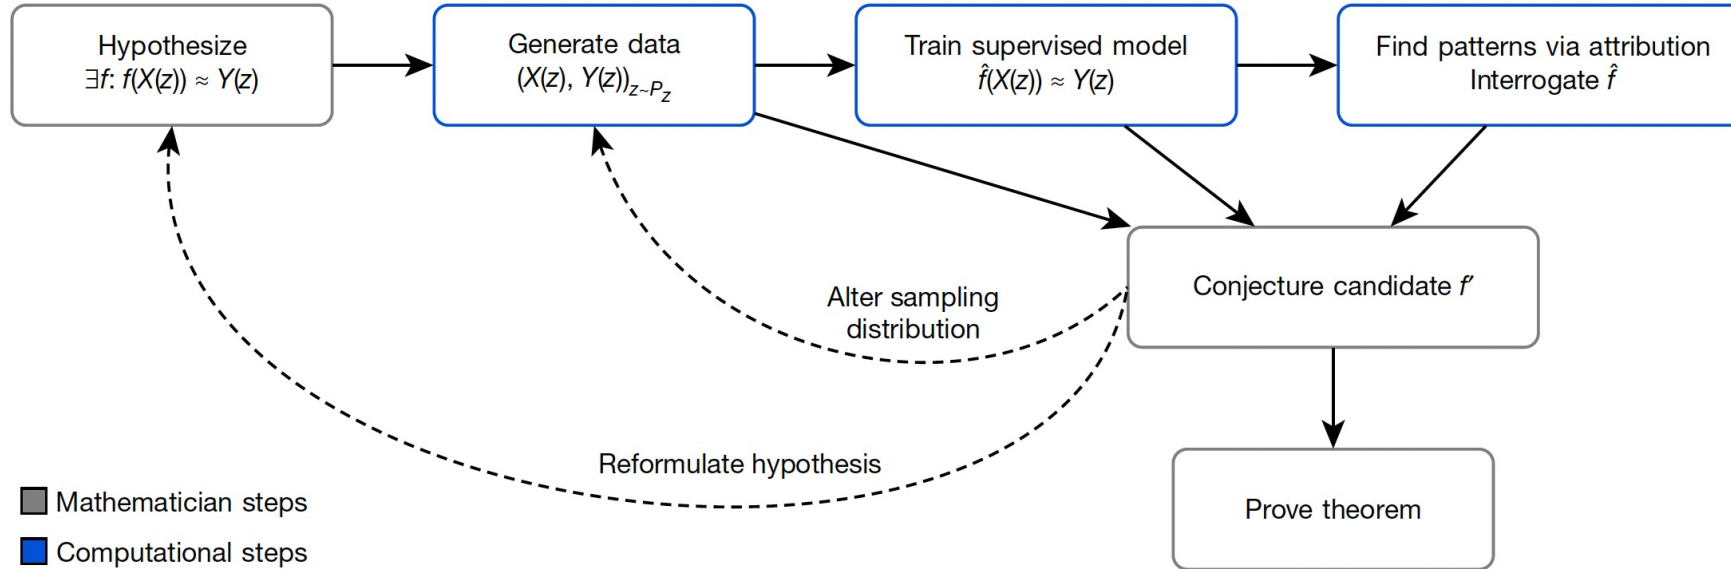 Hypothesize
∃f: f(X(z)) ≈ Y(z)
Generate data
(X(z), Y(z))z~Pz
Train supervised model
f̂(X(z)) ≈ Y(z)
Find patterns via attribution
Interrogate f̂
Conjecture candidate f′
Alter sampling
distribution
Reformulate hypothesis
Prove theorem
Mathematician steps
Computational steps